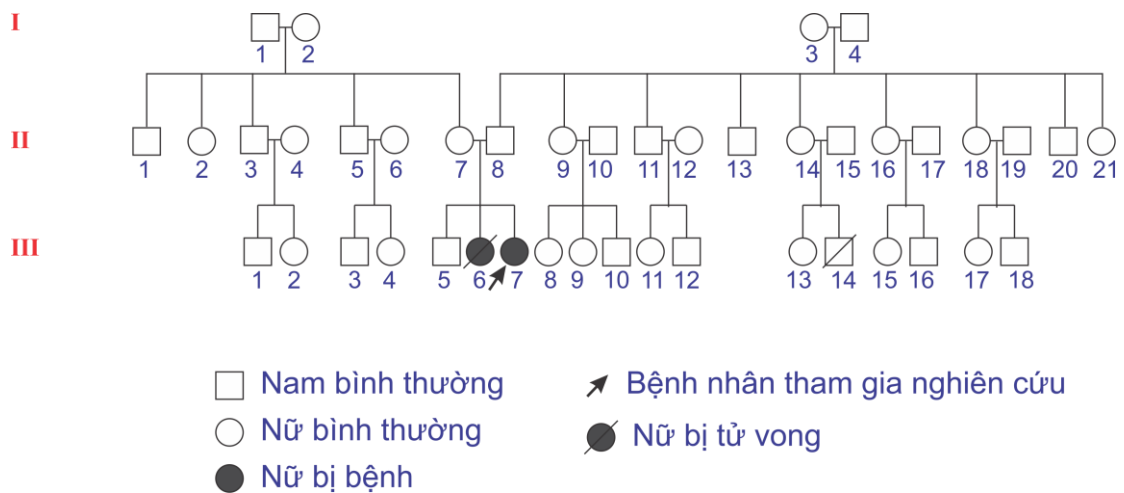 I
1 2 3 4
II
1 2 3 4 5 6 7 8 9 10 11 12 13 14 15 16 17 18 19 20 21
III
1 2 3 4 5 6 7 8 9 10 11 12 13 14 15 16 17 18
Nam bình thường
Bệnh nhân tham gia nghiên cứu
Nữ bình thường
Nữ bị tử vong
Nữ bị bệnh